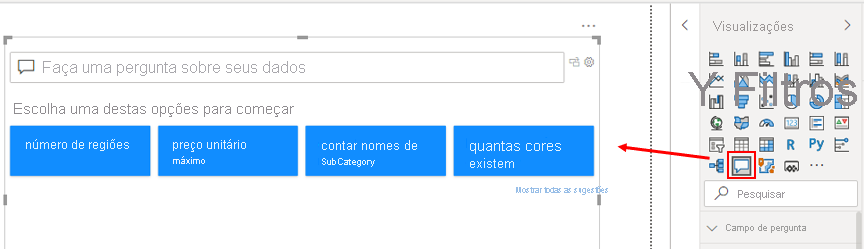 Visualizações
Y Filtros
Faça uma pergunta sobre seus dados
Escolha uma destas opções para começar
número de regiões
preço unitário
máximo
contar nomes de
SubCategory
quantas cores
existem
Mostrar todas as sugestões
R
Py
Pesquisar
Campo de pergunta